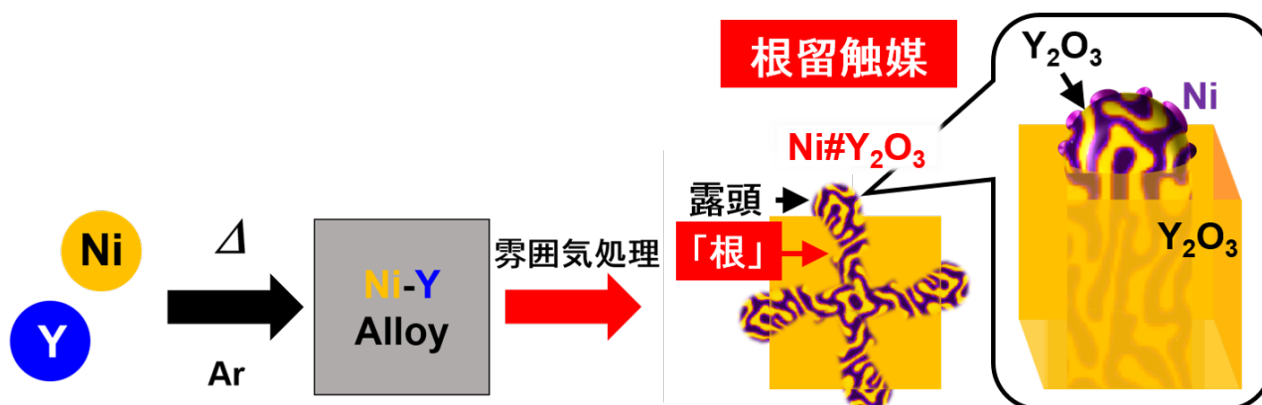 Ni
Y
Δ
Ar
Ni-Y
Alloy
雰囲気処理
根留触媒
Ni#Y₂O₃
露頭
「根」
Y₂O₃
Ni
Y₂O₃